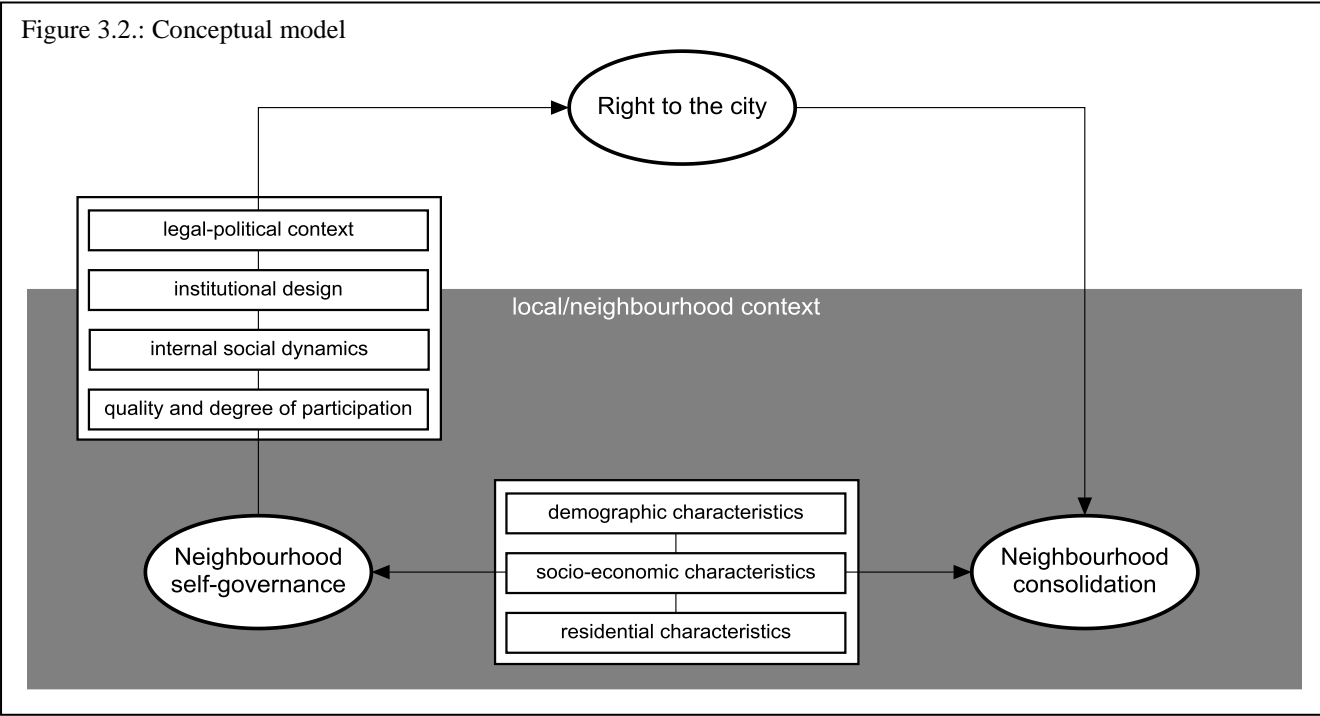 Figure 3.2.: Conceptual model
Right to the city
legal-political context
institutional design
local/neighbourhood context
internal social dynamics
quality and degree of participation
demographic characteristics
Neighbourhood
self-governance
socio-economic characteristics
Neighbourhood
consolidation
residential characteristics